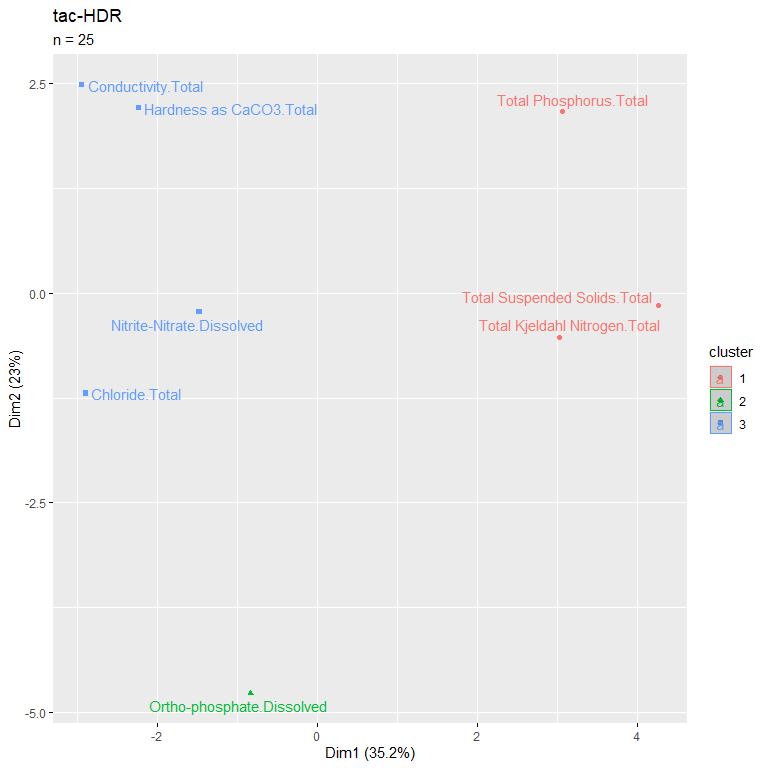 tac-HDR
n = 25
2.5
Conductivity.Total
Total Phosphorus.Total
Hardness as CaCO3.Total
0.0
Total Suspended Solids.Total
Nitrite-Nitrate.Dissolved
Total Kjeldahl Nitrogen.Total
Chloride.Total
Dim2 (23%)
cluster
1
2
3
-2.5
Ortho-phosphate.Dissolved
-5.0
-2
0
2
4
Dim1 (35.2%)